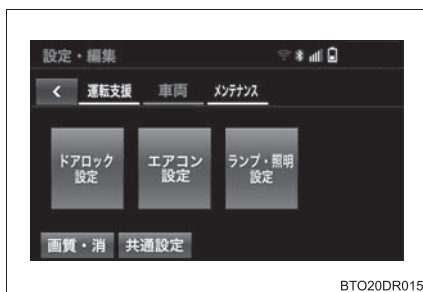 設定・編集
運転支援 車両 メンテナンス
ドアロック
設定
エアコン
設定
ランプ・照明
設定
画質・消 共通設定
BTO20DR015